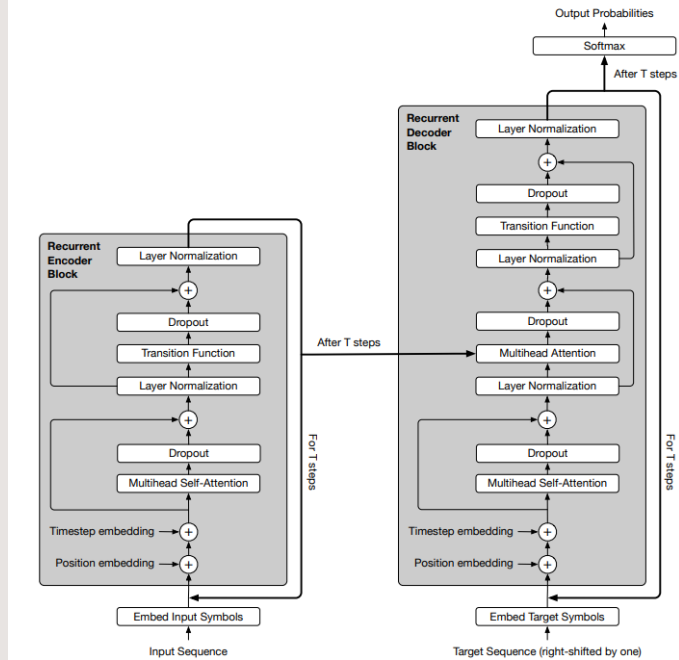 Output Probabilities
Softmax
After T steps
Recurrent
Decoder
Block
Layer Normalization
+
Dropout
Transition Function
Layer Normalization
+
Dropout
Multihead Attention
Layer Normalization
+
Dropout
Multihead Self-Attention
Timestep embedding
+
Position embedding
+
For T steps
Embed Target Symbols
Target Sequence (right-shifted by one)
After T steps
Recurrent
Encoder
Block
Layer Normalization
+
Dropout
Transition Function
Layer Normalization
+
Dropout
Multihead Self-Attention
Timestep embedding
+
Position embedding
+
For T steps
Embed Input Symbols
Input Sequence